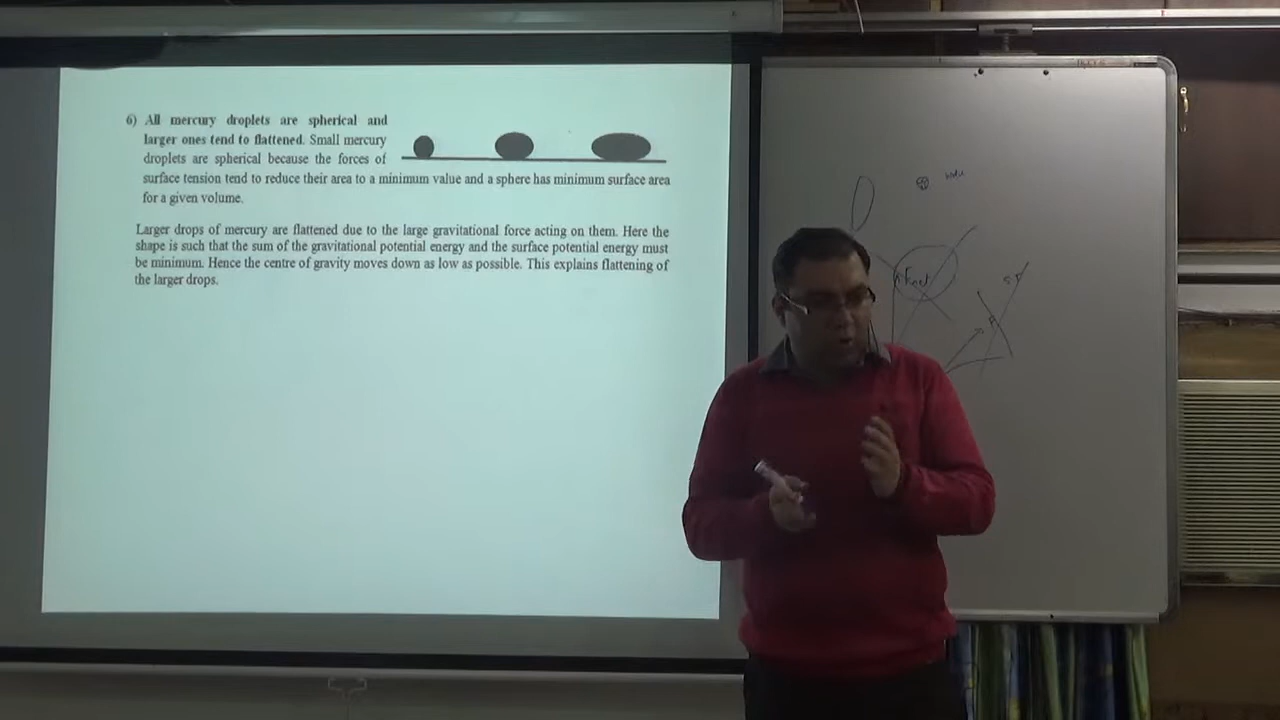 6) All mercury droplets are spherical and
larger ones tend to flattened. Small mercury
droplets are spherical because the forces of
surface tension tend to reduce their area to a minimum value and a sphere has minimum surface area
for a given volume.
Larger drops of mercury are flattened due to the large gravitational force acting on them. Here the
shape is such that the sum of the gravitational potential energy and the surface potential energy must
be minimum. Hence the centre of gravity moves down as low as possible. This explains flattening of
the larger drops.